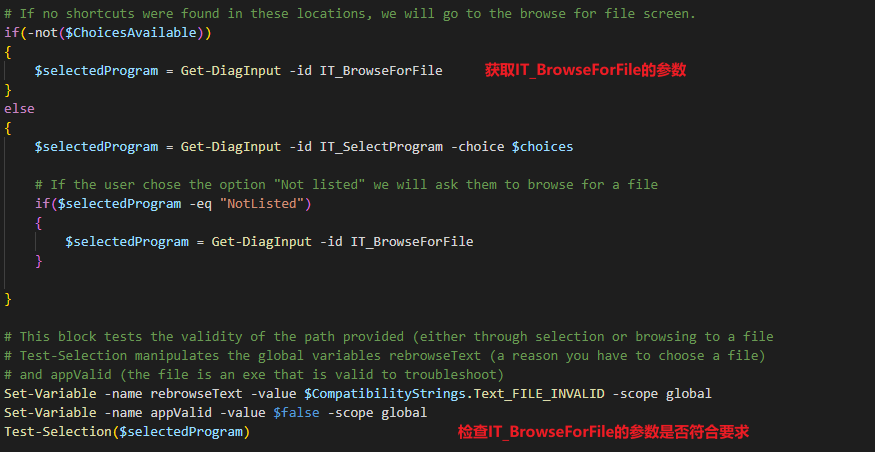 # If no shortcuts were found in these locations, we will go to the browse for file screen.
if(-not($ChoicesAvailable))
{
$selectedProgram = Get-DiagInput -id IT_BrowseForFile 获取IT_BrowseForFile的参数
}
else
{
$selectedProgram = Get-DiagInput -id IT_SelectProgram -choice $choices
# If the user chose the option "Not listed" we will ask them to browse for a file
if($selectedProgram -eq "NotListed")
{
$selectedProgram = Get-DiagInput -id IT_BrowseForFile
}
}
# This block tests the validity of the path provided (either through selection or browsing to a file
# Test-Selection manipulates the global variables rebrowseText (a reason you have to choose a file)
# and appValid (the file is an exe that is valid to troubleshoot)
Set-Variable -name rebrowseText -value $CompatibilityStrings.Text_FILE_INVALID -scope global
Set-Variable -name appValid -value $false -scope global
Test-Selection($selectedProgram) 检查IT_BrowseForFile的参数是否符合要求